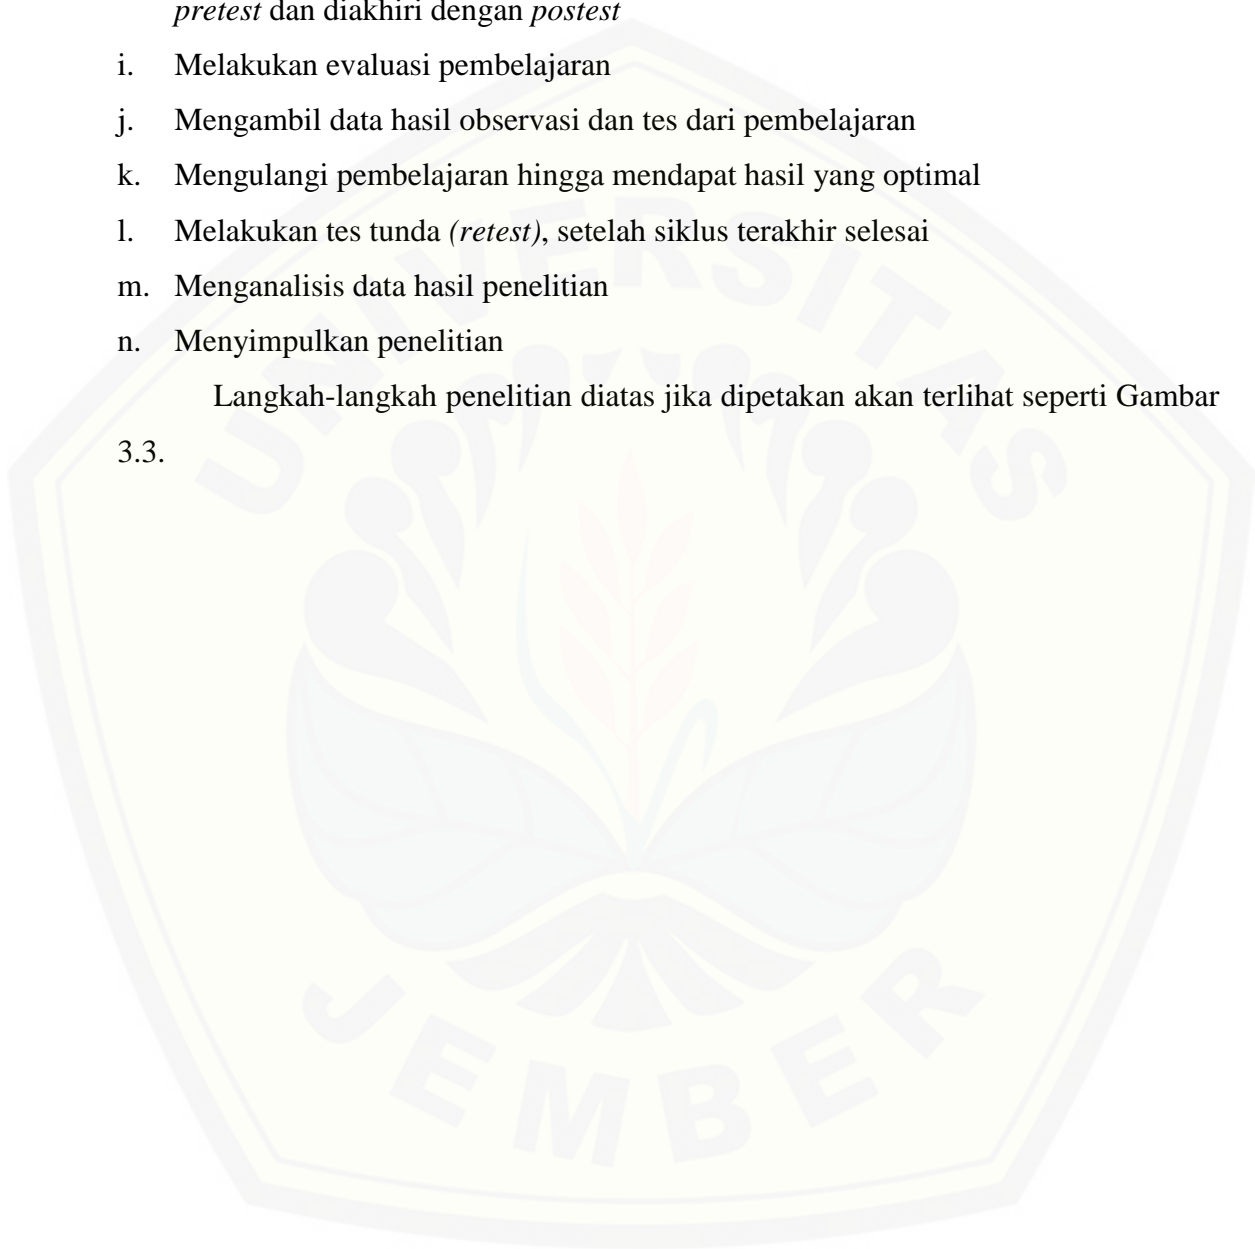 pretest dan diakhiri dengan postest
i. Melakukan evaluasi pembelajaran
j. Mengambil data hasil observasi dan tes dari pembelajaran
k. Mengulangi pembelajaran hingga mendapat hasil yang optimal
l. Melakukan tes tunda (retest), setelah siklus terakhir selesai
m. Menganalisis data hasil penelitian
n. Menyimpulkan penelitian
Langkah-langkah penelitian diatas jika dipetakan akan terlihat seperti Gambar
3.3.
UNIVERSITAS
JEMBER